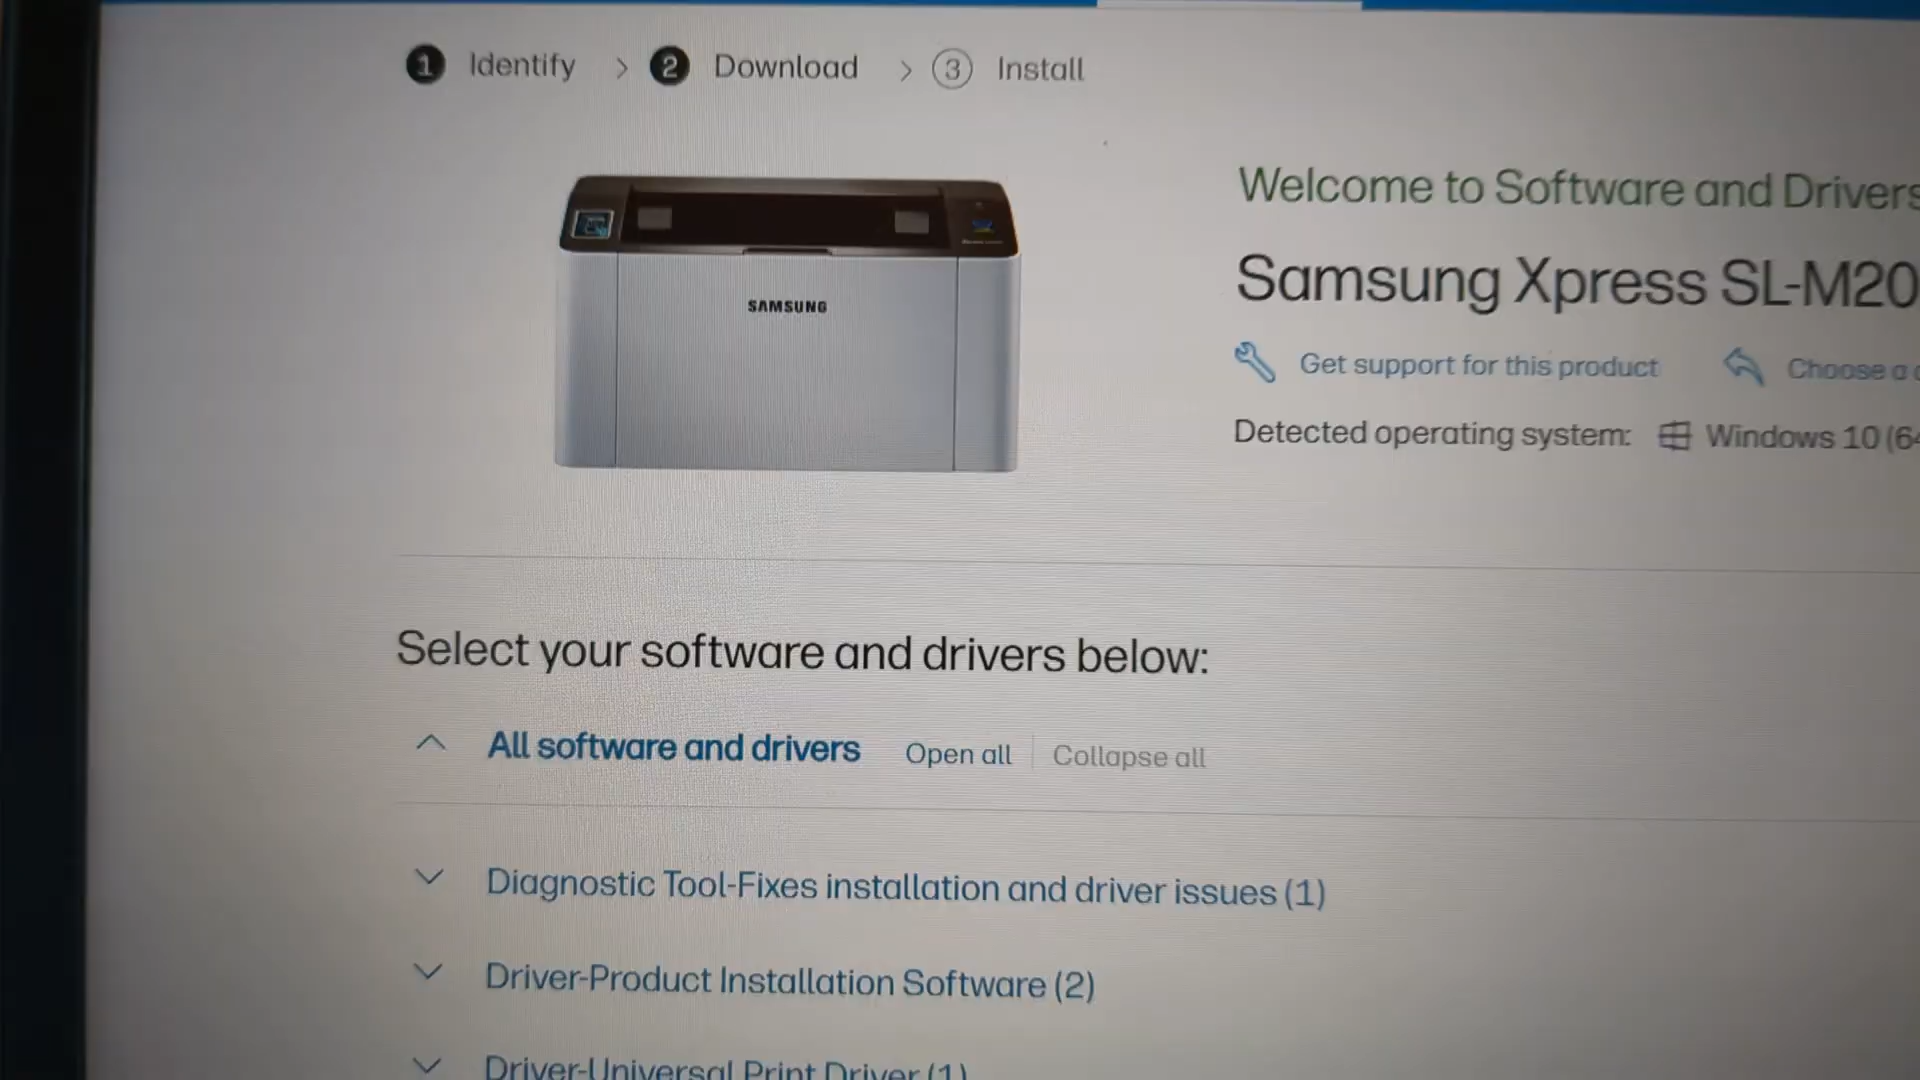 1 Identify > 2 Download > 3 Install
SAMSUNG
Welcome to Software and Drivers
Samsung Xpress SL-M20
Get support for this product
Choose a
Detected operating system: Windows 10 (64
Select your software and drivers below:
All software and drivers
Open all
Collapse all
Diagnostic Tool-Fixes installation and driver issues (1)
Driver-Product Installation Software (2)
Driver-Universal Print Driver (1)